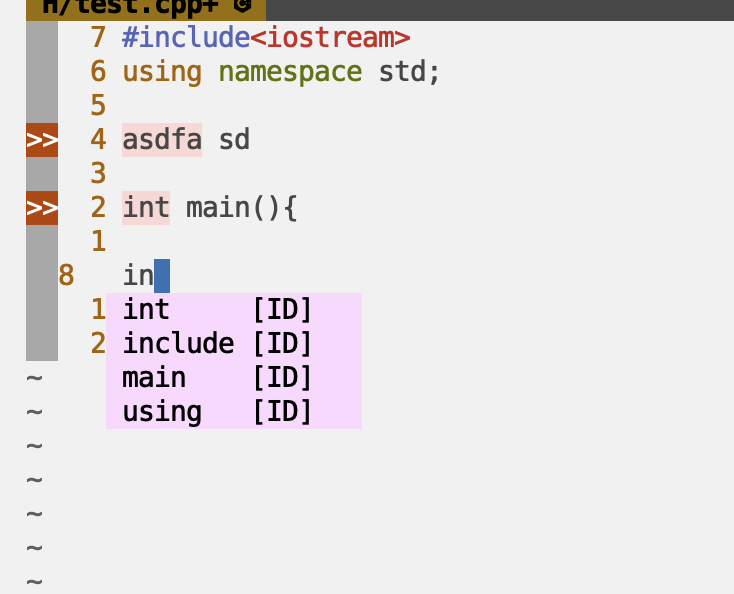 H/test.cpp+
7 #include<iostream>
6 using namespace std;
5
>> 4 asdfa sd
3
>> 2 int main(){
1
8 in
1 int [ID]
2 include [ID]
~ main [ID]
~ using [ID]
~
~
~
~
~